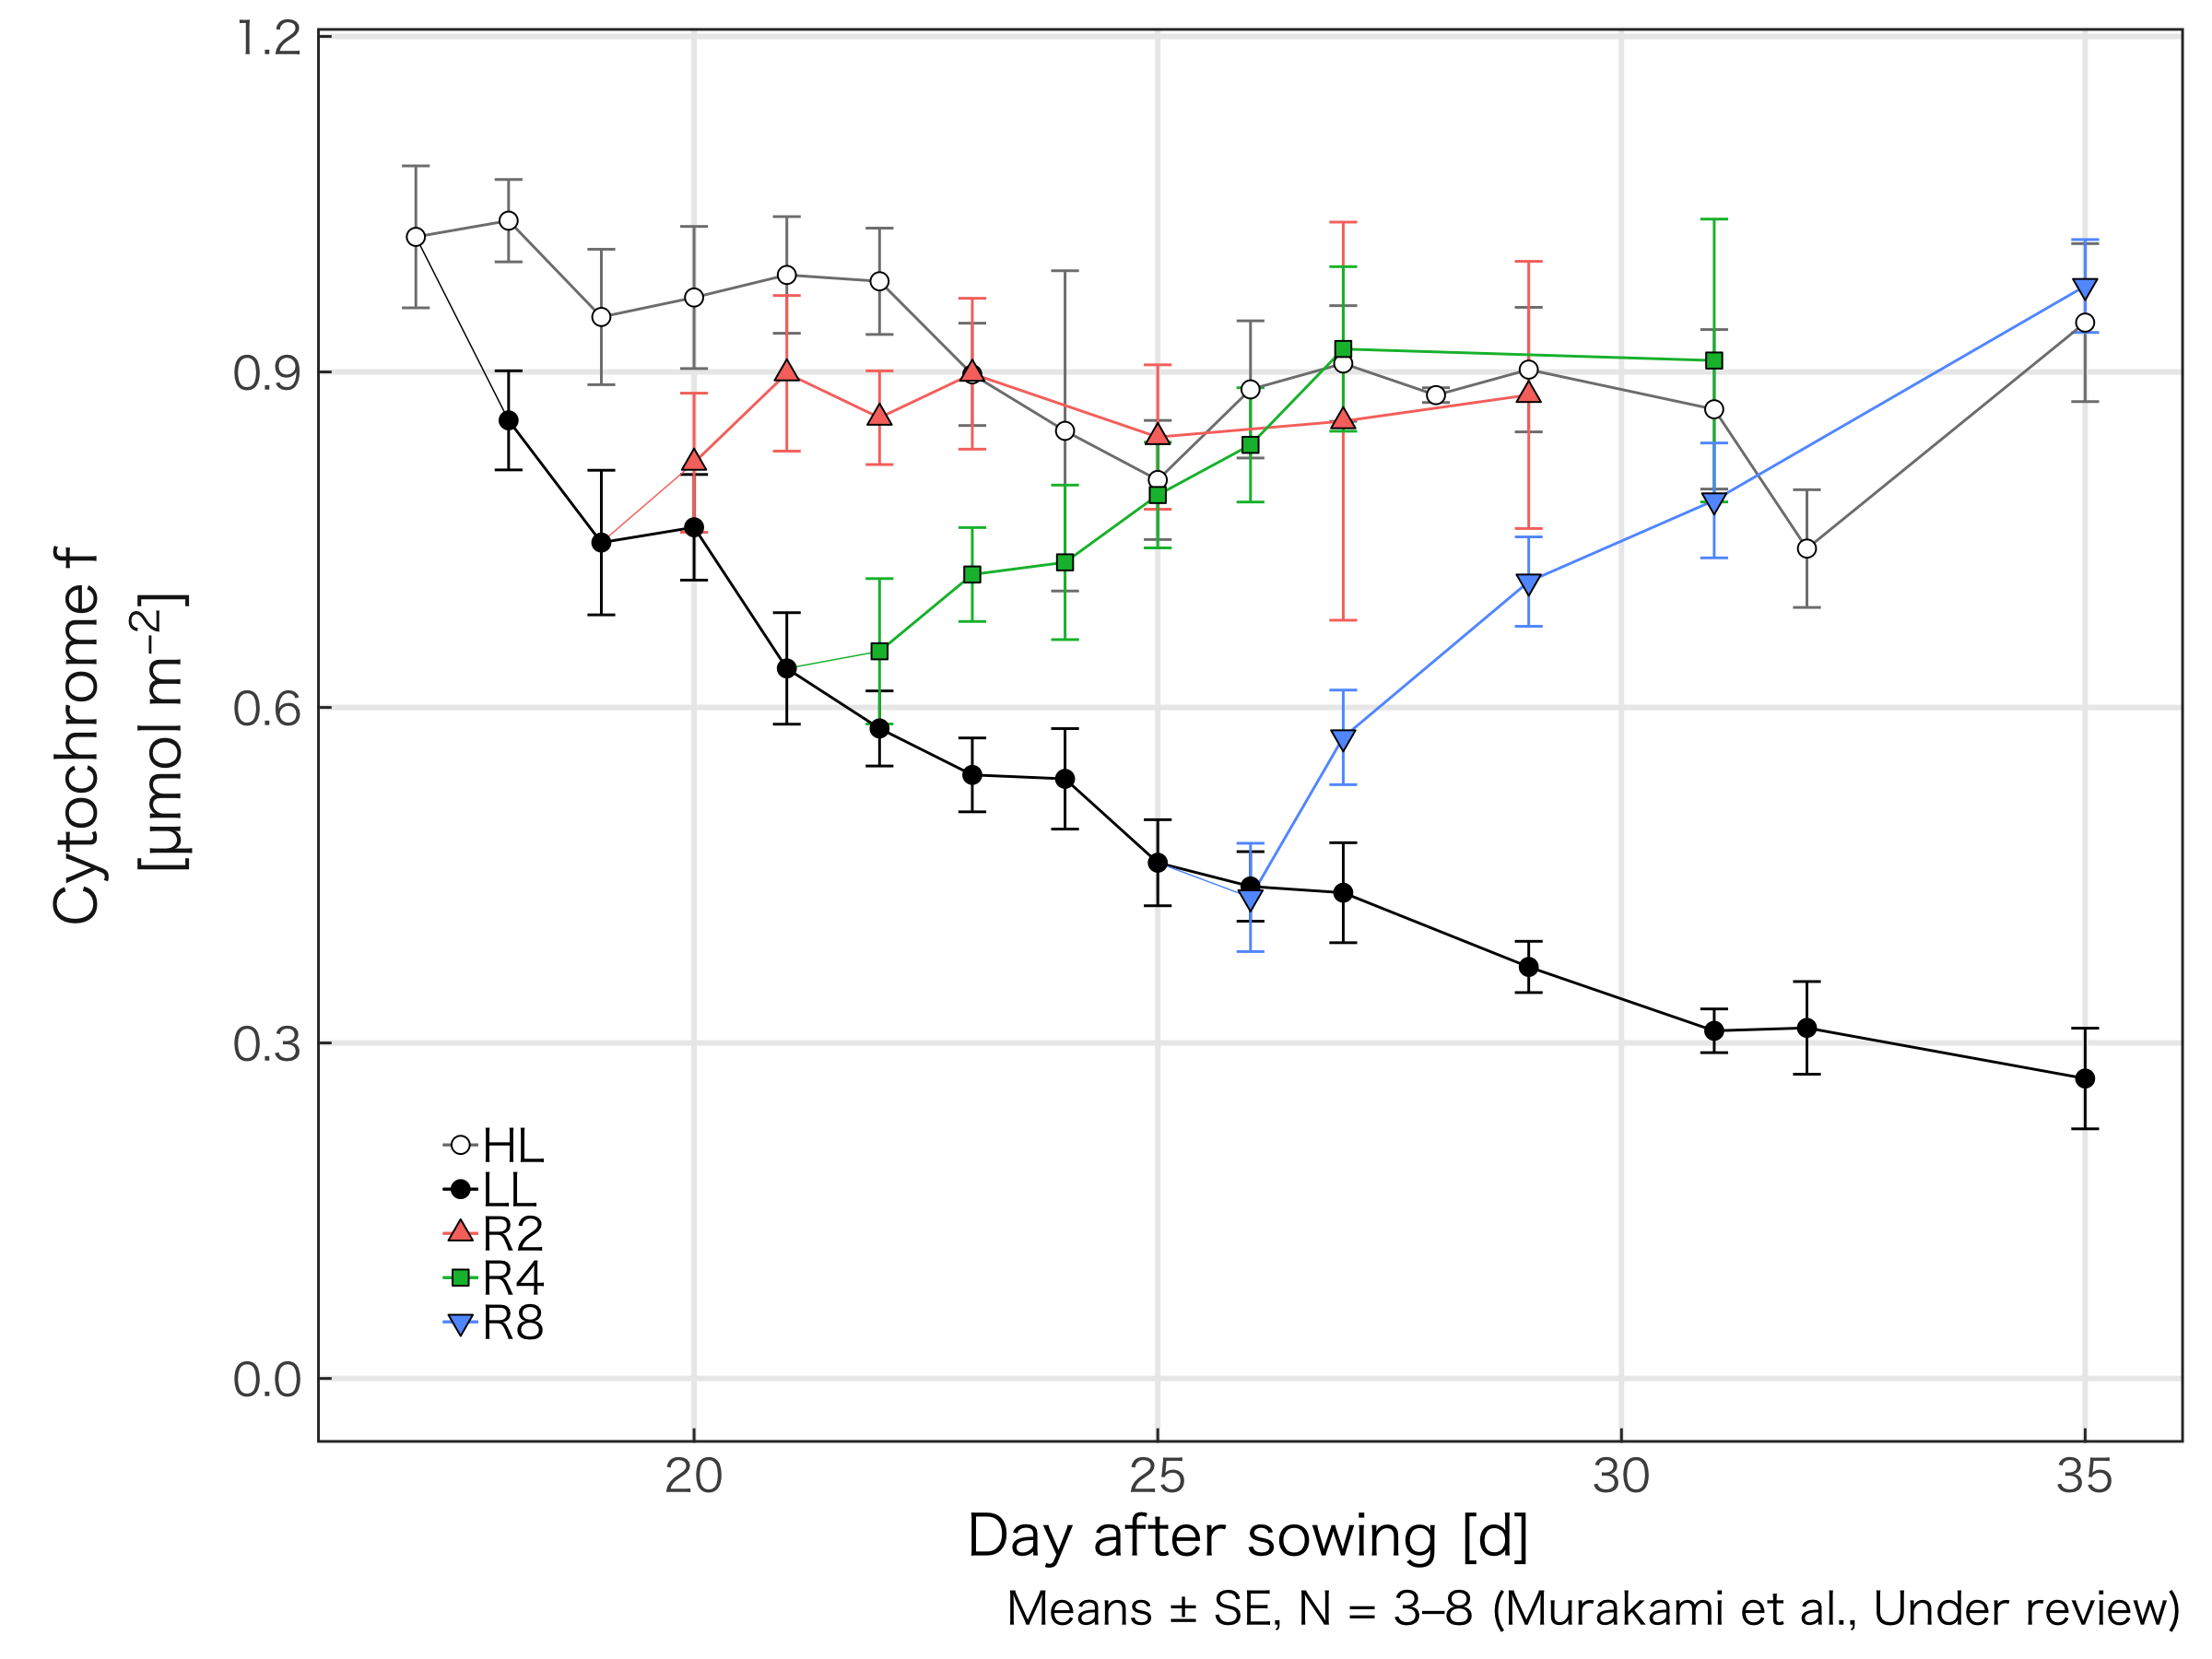 1.2
0.9
0.6
0.3
0.0
Cytochrome f
[µmol m⁻²]
HL
LL
R2
R4
R8
20 25 30 35
Day after sowing [d]
Means ± SE, N = 3–8 (Murakami et al., Under review)